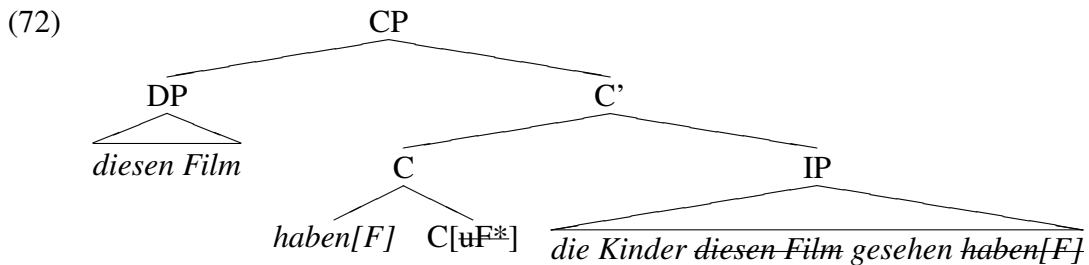 (72) CP
DP C’
diesen Film C IP
haben[F] C[uF*] die Kinder diesen Film gesehen haben[F]